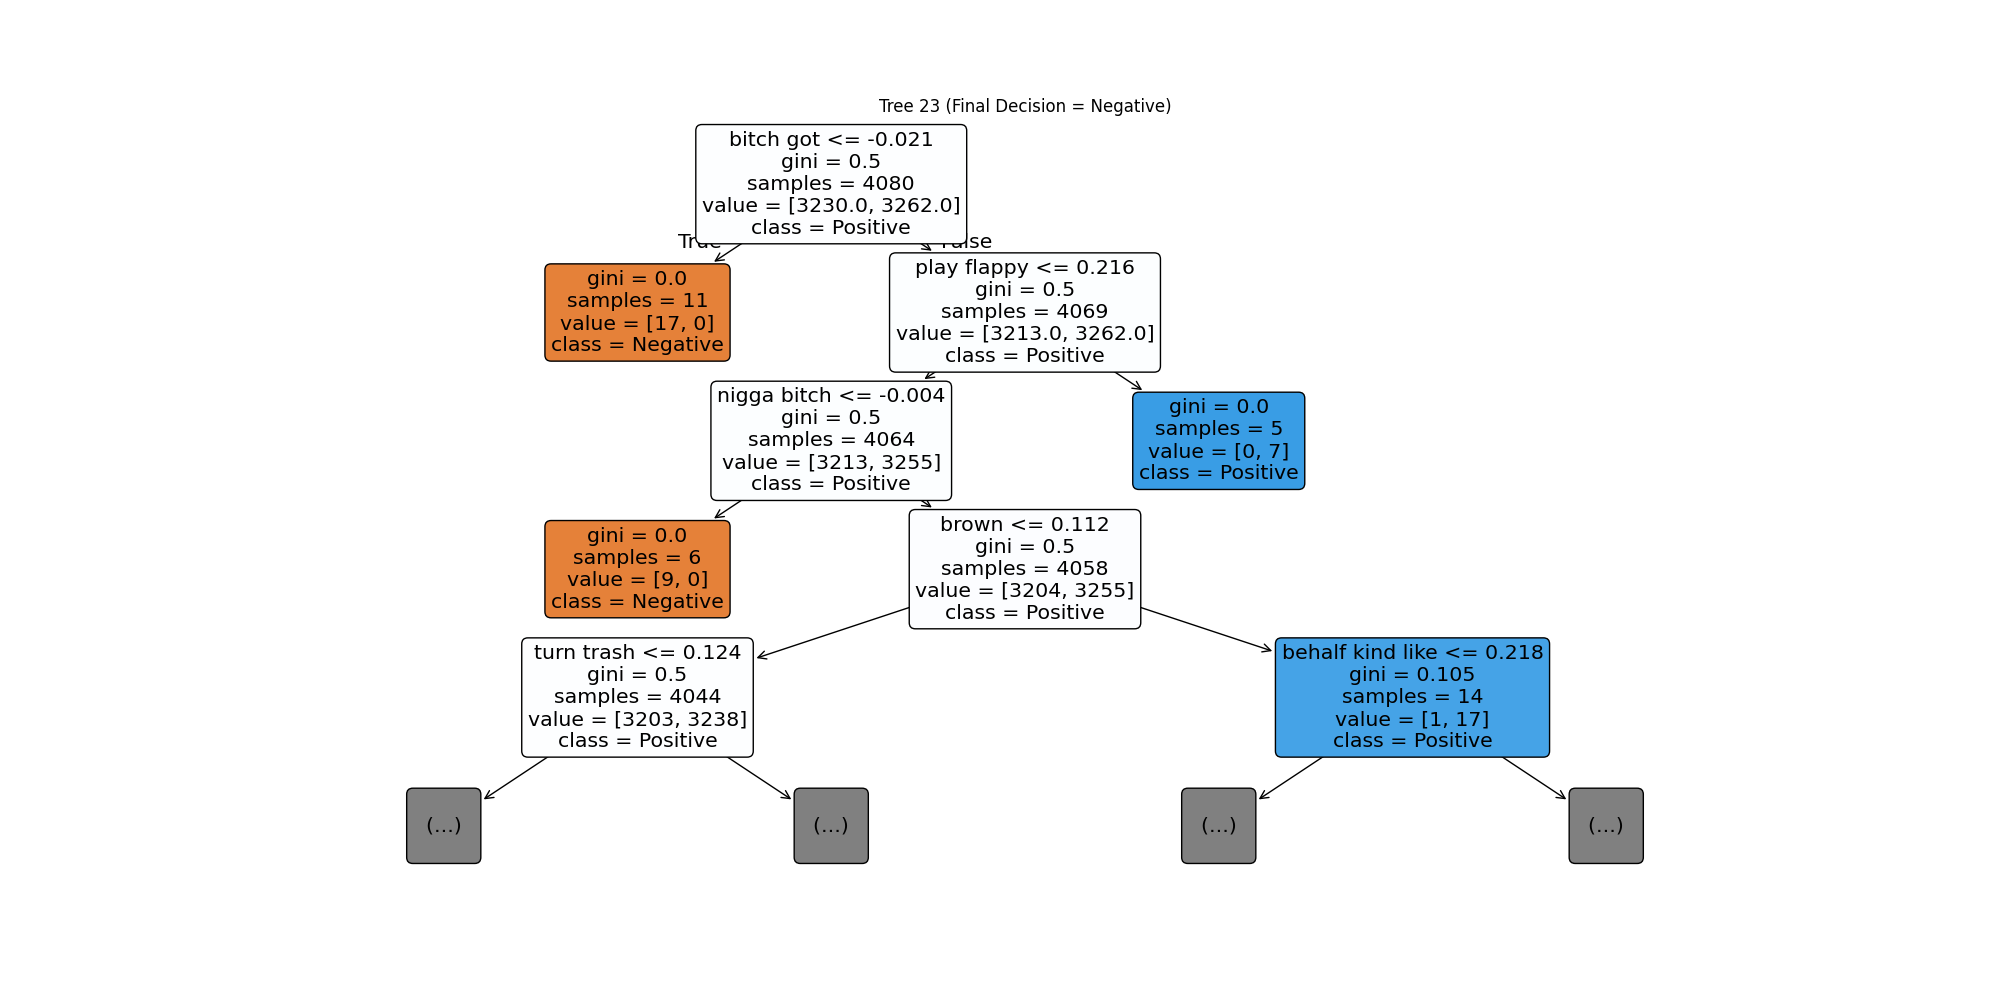 Tree 23 (Final Decision = Negative)
bitch got <= -0.021
gini = 0.5
samples = 4080
value = [3230.0, 3262.0]
class = Positive
True
False
gini = 0.0
samples = 11
value = [17, 0]
class = Negative
play flappy <= 0.216
gini = 0.5
samples = 4069
value = [3213.0, 3262.0]
class = Positive
nigga bitch <= -0.004
gini = 0.5
samples = 4064
value = [3213, 3255]
class = Positive
gini = 0.0
samples = 5
value = [0, 7]
class = Positive
gini = 0.0
samples = 6
value = [9, 0]
class = Negative
brown <= 0.112
gini = 0.5
samples = 4058
value = [3204, 3255]
class = Positive
turn trash <= 0.124
gini = 0.5
samples = 4044
value = [3203, 3238]
class = Positive
behalf kind like <= 0.218
gini = 0.105
samples = 14
value = [1, 17]
class = Positive
(...)
(...)
(...)
(...)